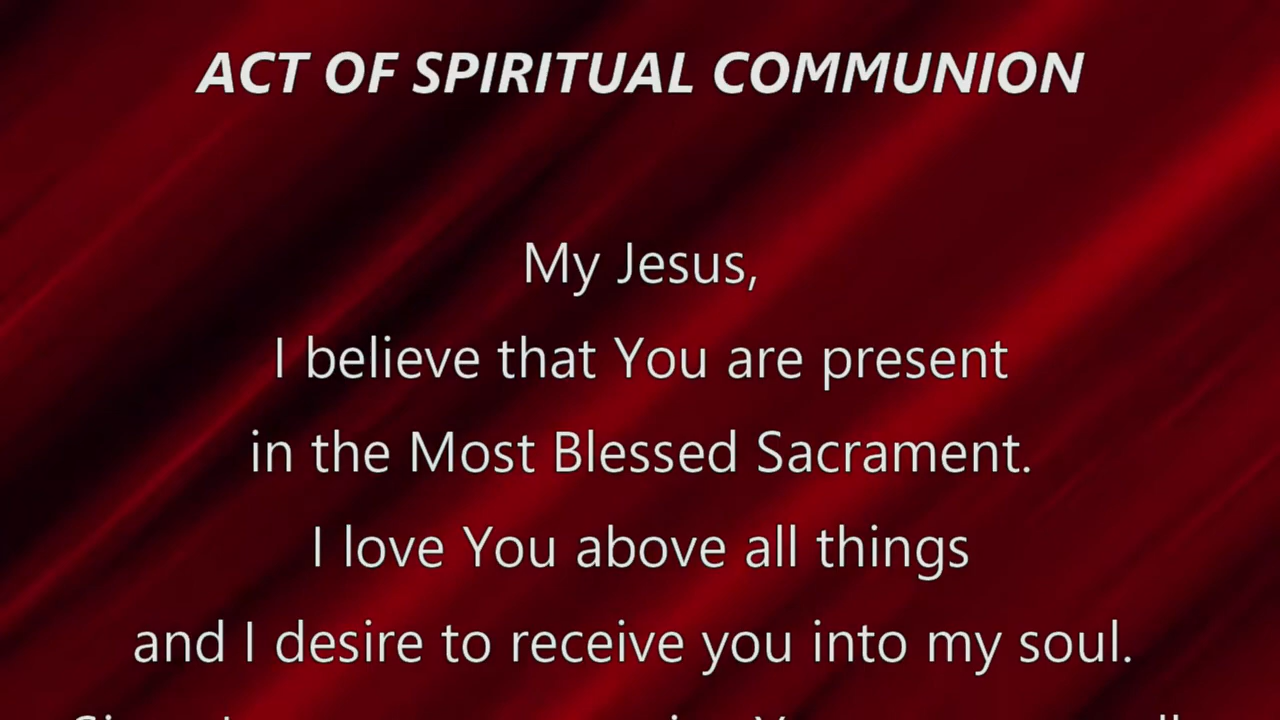 ACT OF SPIRITUAL COMMUNION
My Jesus,
I believe that You are present
in the Most Blessed Sacrament.
I love You above all things
and I desire to receive you into my soul.